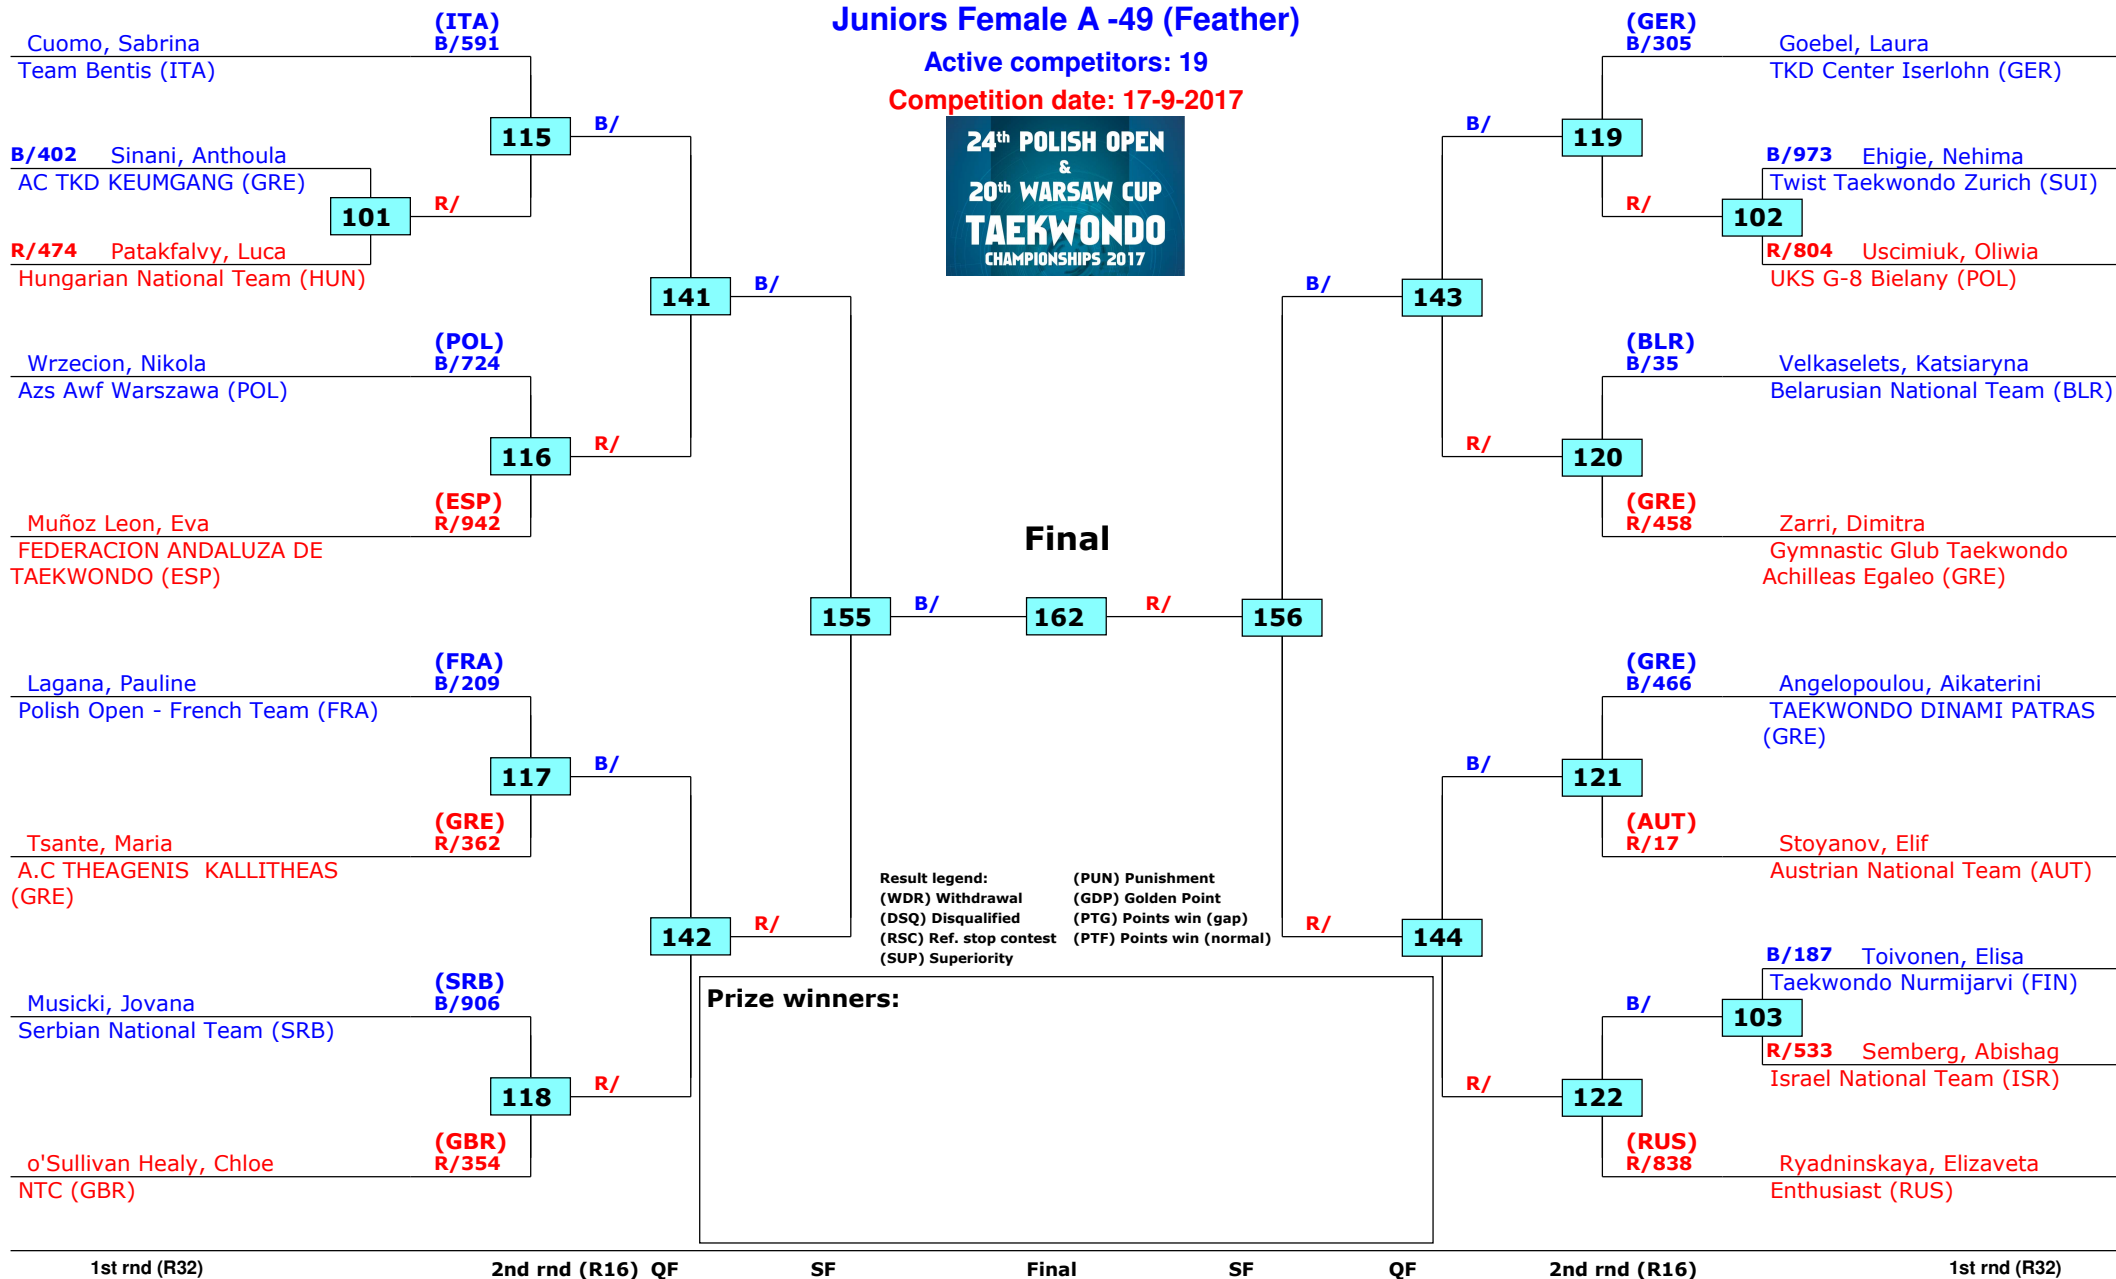 Juniors Female A -49 (Feather)
Active competitors: 19
Competition date: 17-9-2017
24th POLISH OPEN
&
20th WARSAW CUP
TAEKWONDO
CHAMPIONSHIPS 2017
(ITA)
Cuomo, Sabrina B/591
Team Bentis (ITA)
115 B/
B/402 Sinani, Anthoula
AC TKD KEUMGANG (GRE)
101 R/
R/474 Patakfalvy, Luca
Hungarian National Team (HUN)
141 B/
(POL)
Wrzecion, Nikola B/724
Azs Awf Warszawa (POL)
116 R/
(ESP)
Muñoz Leon, Eva R/942
FEDERACION ANDALUZA DE
TAEKWONDO (ESP)
155 B/
(FRA)
Lagana, Pauline B/209
Polish Open - French Team (FRA)
117 B/
(GRE)
Tsante, Maria R/362
A.C THEAGENIS  KALLITHEAS
(GRE)
142 R/
(SRB)
Musicki, Jovana B/906
Serbian National Team (SRB)
118 R/
(GBR)
o'Sullivan Healy, Chloe R/354
NTC (GBR)
Final
162
(GER)
B/305 Goebel, Laura
TKD Center Iserlohn (GER)
B/ 119
B/973 Ehigie, Nehima
Twist Taekwondo Zurich (SUI)
R/ 102
R/804 Uscimiuk, Oliwia
UKS G-8 Bielany (POL)
B/ 143
(BLR)
B/35 Velkaselets, Katsiaryna
Belarusian National Team (BLR)
R/ 120
(GRE)
R/458 Zarri, Dimitra
Gymnastic Glub Taekwondo
Achilleas Egaleo (GRE)
R/ 156
(GRE)
B/466 Angelopoulou, Aikaterini
TAEKWONDO DINAMI PATRAS
(GRE)
B/ 121
(AUT)
R/17 Stoyanov, Elif
Austrian National Team (AUT)
R/ 144
B/187 Toivonen, Elisa
Taekwondo Nurmijarvi (FIN)
B/ 103
R/533 Semberg, Abishag
Israel National Team (ISR)
R/ 122
(RUS)
R/838 Ryadninskaya, Elizaveta
Enthusiast (RUS)
Result legend: (PUN) Punishment
(WDR) Withdrawal (GDP) Golden Point
(DSQ) Disqualified (PTG) Points win (gap)
(RSC) Ref. stop contest (PTF) Points win (normal)
(SUP) Superiority
Prize winners:
1st rnd (R32) 2nd rnd (R16) QF SF Final SF QF 2nd rnd (R16) 1st rnd (R32)